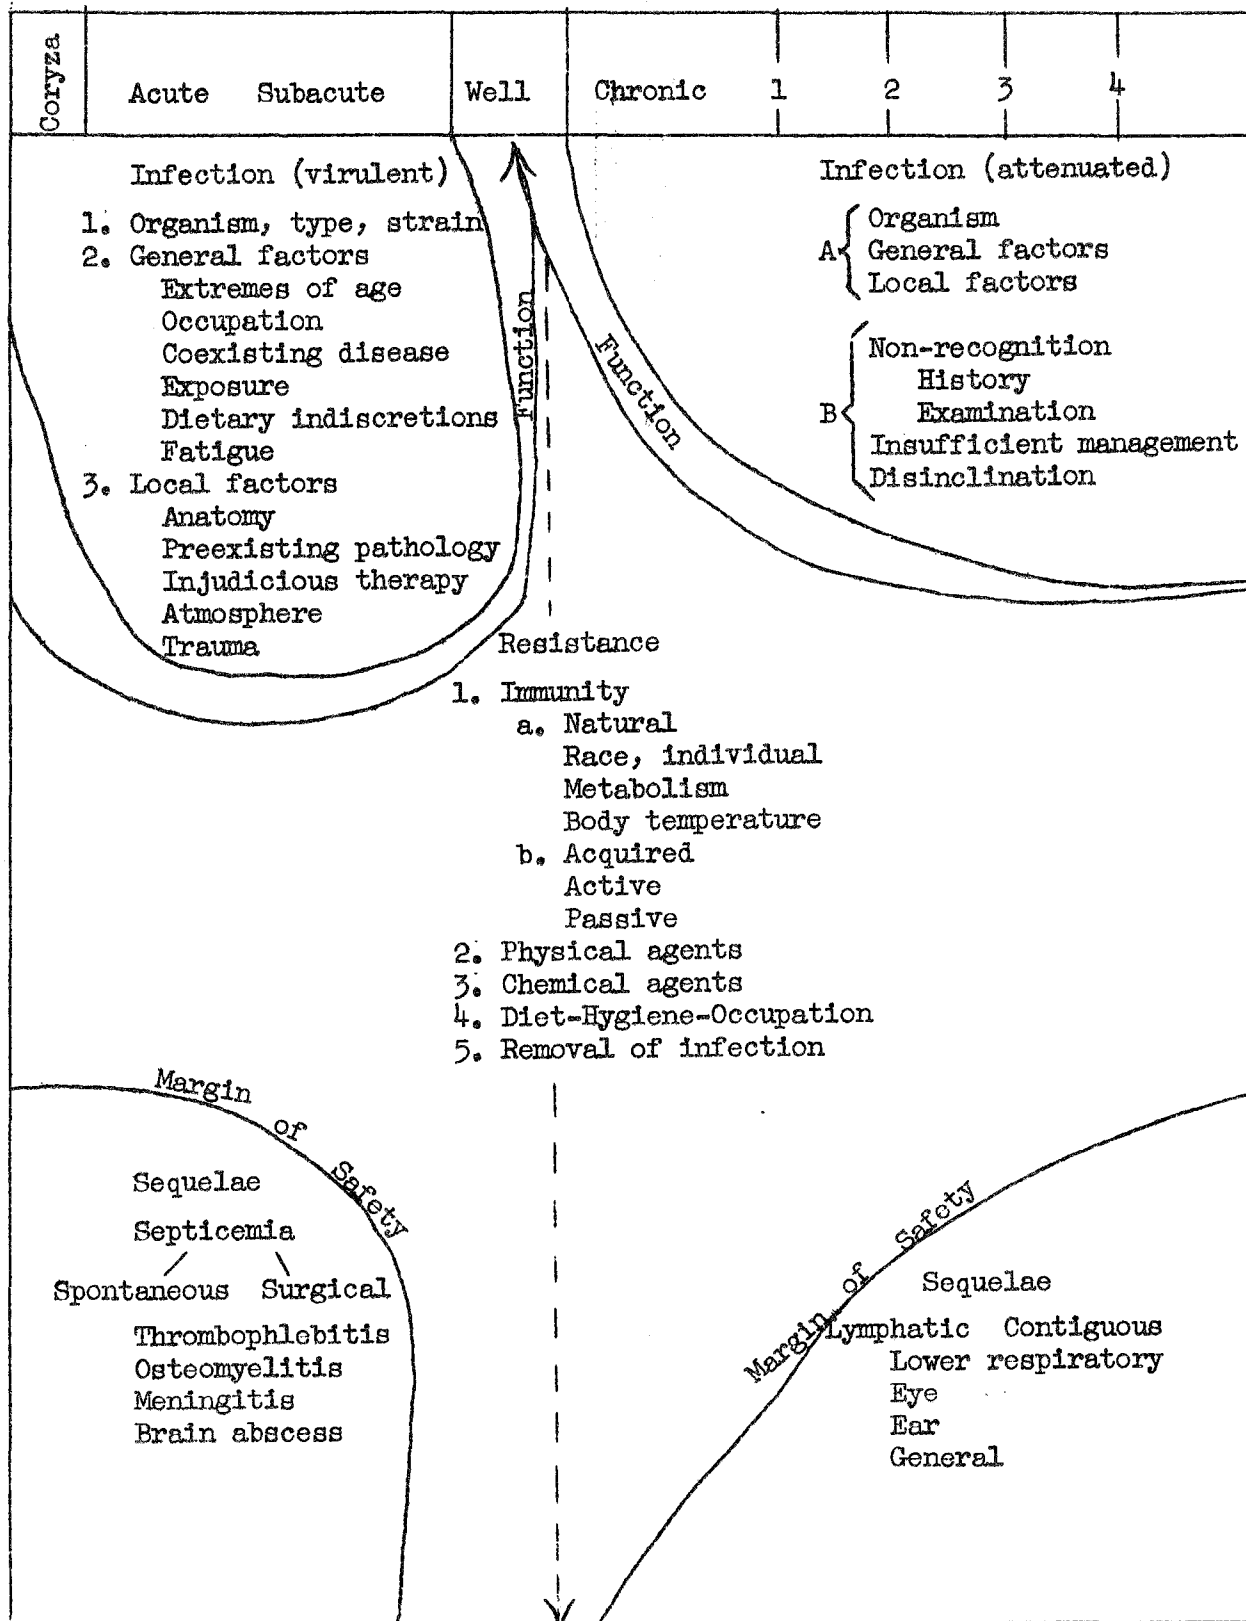 Coryza
Acute Subacute Well Chronic 1 2 3 4
Infection (virulent)
1. Organism, type, strain
2. General factors
Extremes of age
Occupation
Coexisting disease
Exposure
Dietary indiscretions
Fatigue
3. Local factors
Anatomy
Preexisting pathology
Injudicious therapy
Atmosphere
Trauma
Function
Function
Infection (attenuated)
A
Organism
General factors
Local factors
B
Non-recognition
History
Examination
Insufficient management
Disinclination
Resistance
1. Immunity
a. Natural
Race, individual
Metabolism
Body temperature
b. Acquired
Active
Passive
2. Physical agents
3. Chemical agents
4. Diet-Hygiene-Occupation
5. Removal of infection
Margin of Safety
Sequelae
Septicemia
Spontaneous Surgical
Thrombophlebitis
Osteomyelitis
Meningitis
Brain abscess
Margin of Safety
Sequelae
Lymphatic Contiguous
Lower respiratory
Eye
Ear
General